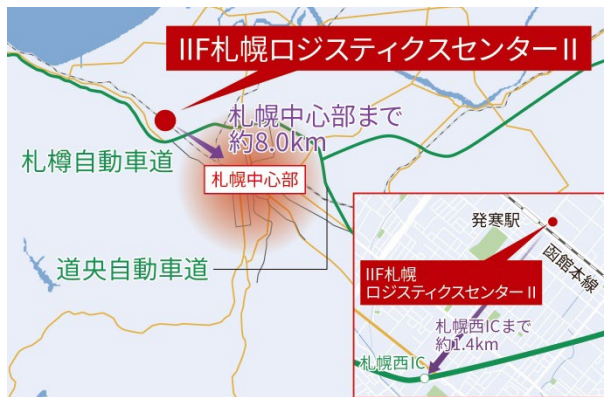 IIF札幌ロジスティクスセンターⅡ
札幌中心部まで
約8.0km
札樽自動車道
札幌中心部
道央自動車道
発寒駅
函館本線
IIF札幌
ロジスティクスセンターⅡ
札幌西ICまで
約1.4km
札幌西IC